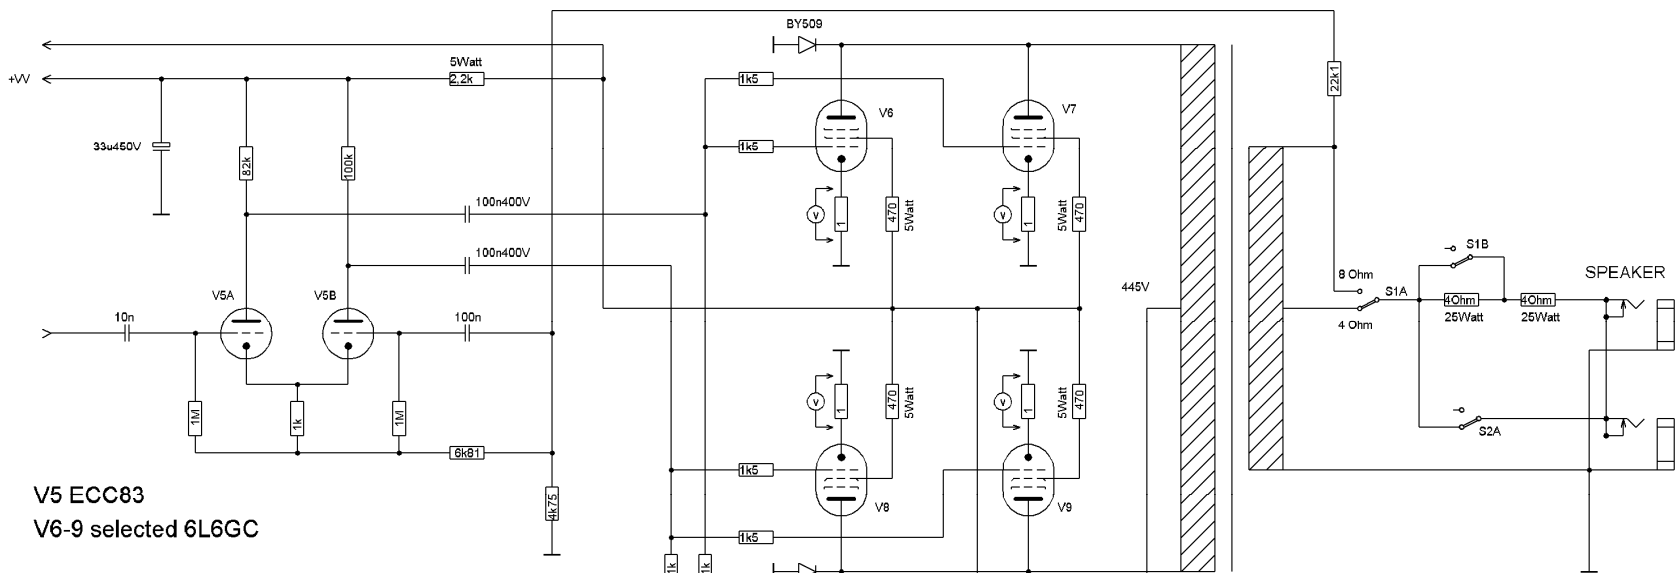 BY509
5Watt
2,2k
+VV
1k5
V6
V7
22k1
33u450V
82k
100k
1k5
100n400V
V
1
470
5Watt
V
1
470
5Watt
100n400V
S1B
8 Ohm
S1A
SPEAKER
445V
V5A
V5B
4Ohm
25Watt
4Ohm
25Watt
10n
100n
4 Ohm
V
1
470
5Watt
V
1
470
5Watt
1M
1k
1M
S2A
6k81
1k5
V5 ECC83
4k75
V8
V9
V6-9 selected 6L6GC
1k5
1k
1k